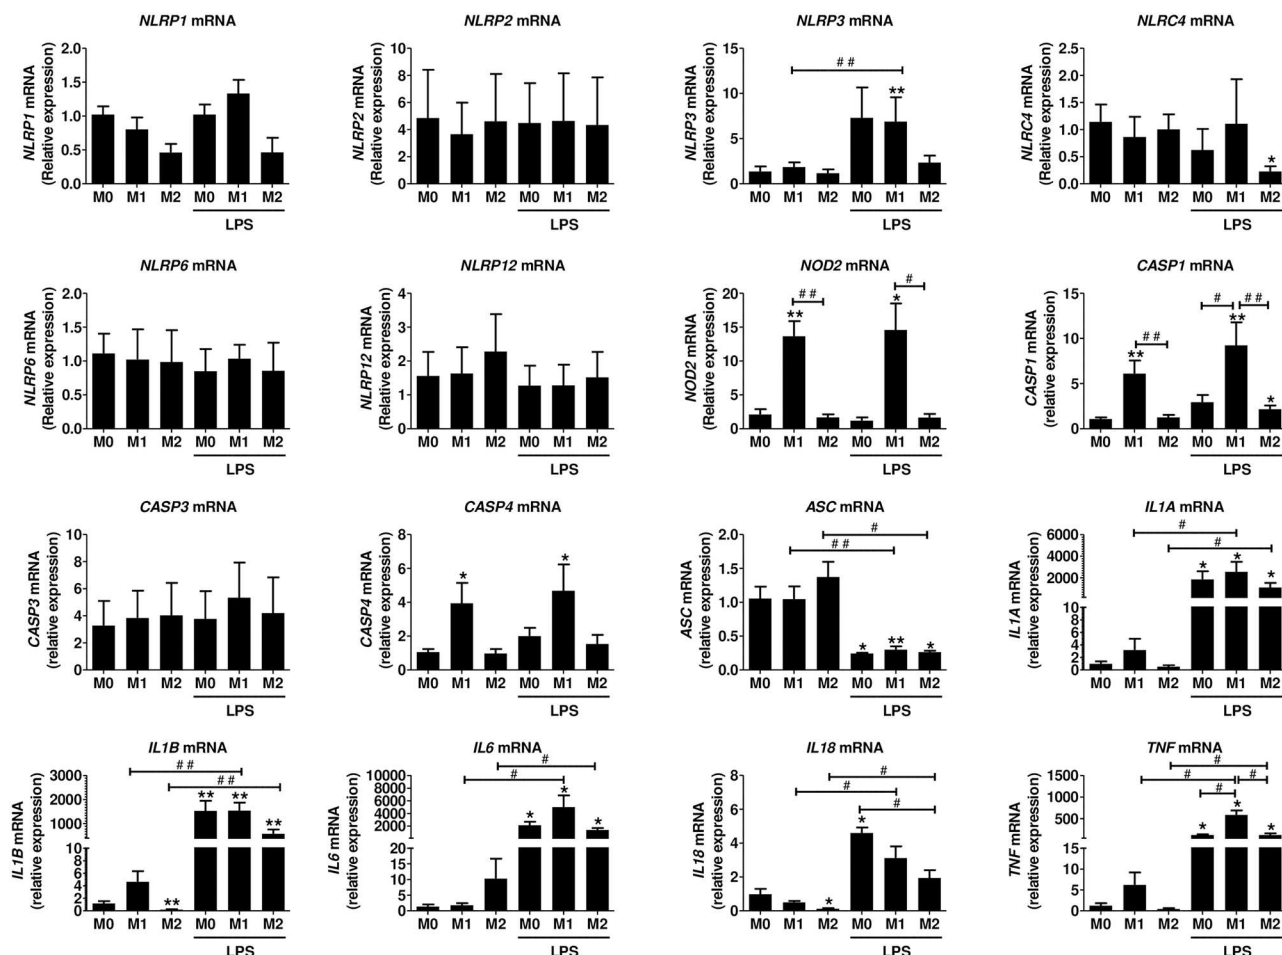 NLRP1 mRNA
NLRP1 mRNA
(Relative expression)
2.0
1.5
1.0
0.5
0.0
M0 M1 M2 M0 M1 M2
LPS
NLRP2 mRNA
NLRP2 mRNA
(Relative expression)
10
8
6
4
2
0
M0 M1 M2 M0 M1 M2
LPS
NLRP3 mRNA
NLRP3 mRNA
(Relative expression)
15
10
5
0
# #
**
M0 M1 M2 M0 M1 M2
LPS
NLRC4 mRNA
NLRC4 mRNA
(Relative expression)
2.5
2.0
1.5
1.0
0.5
0.0
*
M0 M1 M2 M0 M1 M2
LPS
NLRP6 mRNA
NLRP6 mRNA
(Relative expression)
2.0
1.5
1.0
0.5
0.0
M0 M1 M2 M0 M1 M2
LPS
NLRP12 mRNA
NLRP12 mRNA
(Relative expression)
4
3
2
1
0
M0 M1 M2 M0 M1 M2
LPS
NOD2 mRNA
NOD2 mRNA
(Relative expression)
20
15
10
5
0
# #
#
** *
M0 M1 M2 M0 M1 M2
LPS
CASP1 mRNA
CASP1 mRNA
(relative expression)
15
10
5
0
# # #
# #
** ** *
M0 M1 M2 M0 M1 M2
LPS
CASP3 mRNA
CASP3 mRNA
(relative expression)
10
8
6
4
2
0
M0 M1 M2 M0 M1 M2
LPS
CASP4 mRNA
CASP4 mRNA
(relative expression)
8
6
4
2
0
* *
M0 M1 M2 M0 M1 M2
LPS
ASC mRNA
ASC mRNA
(relative expression)
2.0
1.5
1.0
0.5
0.0
#
# #
* ** *
M0 M1 M2 M0 M1 M2
LPS
IL1A mRNA
IL1A mRNA
(relative expression)
6000
4000
2000
10
8
6
4
2
0
#
#
* * *
M0 M1 M2 M0 M1 M2
LPS
IL1B mRNA
IL1B mRNA
(relative expression)
3000
2000
1000
10
8
6
4
2
0
# #
# #
** ** ** **
M0 M1 M2 M0 M1 M2
LPS
IL6 mRNA
IL6 mRNA
(relative expression)
10000
8000
6000
4000
2000
20
15
10
5
0
#
#
* * *
M0 M1 M2 M0 M1 M2
LPS
IL18 mRNA
IL18 mRNA
(relative expression)
8
6
4
2
0
#
#
#
* *
M0 M1 M2 M0 M1 M2
LPS
TNF mRNA
TNF mRNA
(relative expression)
1500
1000
500
15
10
5
0
#
# #
#
* * *
M0 M1 M2 M0 M1 M2
LPS